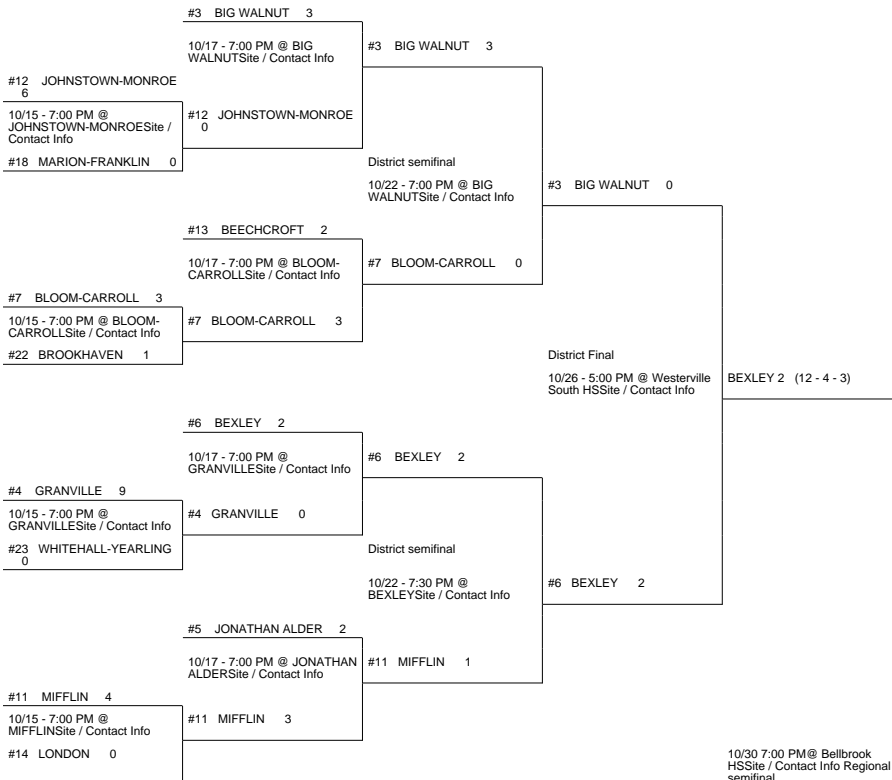 #3 BIG WALNUT 3
10/17 - 7:00 PM @ BIG
WALNUTSite / Contact Info
#3 BIG WALNUT 3
#12 JOHNSTOWN-MONROE
6
10/15 - 7:00 PM @
JOHNSTOWN-MONROESite /
Contact Info
#12 JOHNSTOWN-MONROE
0
#18 MARION-FRANKLIN 0
District semifinal
10/22 - 7:00 PM @ BIG
WALNUTSite / Contact Info
#3 BIG WALNUT 0
#13 BEECHCROFT 2
10/17 - 7:00 PM @ BLOOM-
CARROLLSite / Contact Info
#7 BLOOM-CARROLL 0
#7 BLOOM-CARROLL 3
10/15 - 7:00 PM @ BLOOM-
CARROLLSite / Contact Info
#7 BLOOM-CARROLL 3
#22 BROOKHAVEN 1
District Final
10/26 - 5:00 PM @ Westerville
South HSSite / Contact Info
BEXLEY 2 (12 - 4 - 3)
#6 BEXLEY 2
10/17 - 7:00 PM @
GRANVILLESite / Contact Info
#6 BEXLEY 2
#4 GRANVILLE 9
10/15 - 7:00 PM @
GRANVILLESite / Contact Info
#4 GRANVILLE 0
#23 WHITEHALL-YEARLING
0
District semifinal
10/22 - 7:30 PM @
BEXLEYSite / Contact Info
#6 BEXLEY 2
#5 JONATHAN ALDER 2
10/17 - 7:00 PM @ JONATHAN
ALDERSite / Contact Info
#11 MIFFLIN 1
#11 MIFFLIN 4
10/15 - 7:00 PM @
MIFFLINSite / Contact Info
#11 MIFFLIN 3
#14 LONDON 0
10/30 7:00 PM@ Bellbrook
HSSite / Contact Info Regional
semifinal